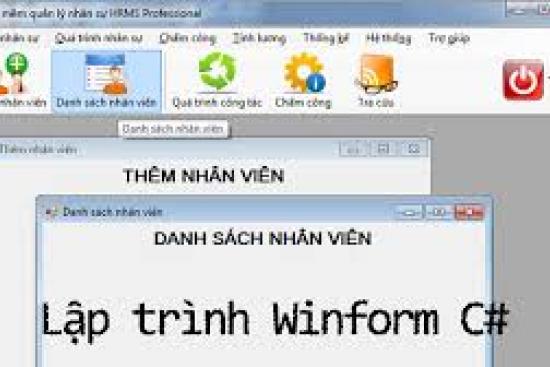 mềm quản lý nhân sự HRMS Professional
nhân sự Quá trình nhân sự Chấm công Tính lương Thống kê Hệ thống Trợ giúp
nhân viên Danh sách nhân viên Quá trình công tác Chấm công Tra cứu
Danh sách nhân viên
Thêm nhân viên
THÊM NHÂN VIÊN
Danh sách nhân viên
DANH SÁCH NHÂN VIÊN
Lập trình Winform C#